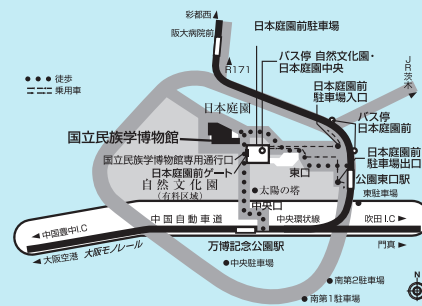 彩都西
阪大病院前
R171
日本庭園前駐車場
バス停 自然文化園・
日本庭園中央
JR茨木
日本庭園前
駐車場入口
徒歩
乗用車
日本庭園
バス停
日本庭園前
国立民族学博物館
国立民族学博物館専用通行口
日本庭園前ゲート
日本庭園前
駐車場出口
東口
公園東口駅
自然文化園
(有料区域)
太陽の塔
東駐車場
中央口
中国自動車道
中央環状線
吹田I.C
中国豊中I.C
万博記念公園駅
門真
大阪空港
大阪モノレール
中央駐車場
南第2駐車場
南第1駐車場
N